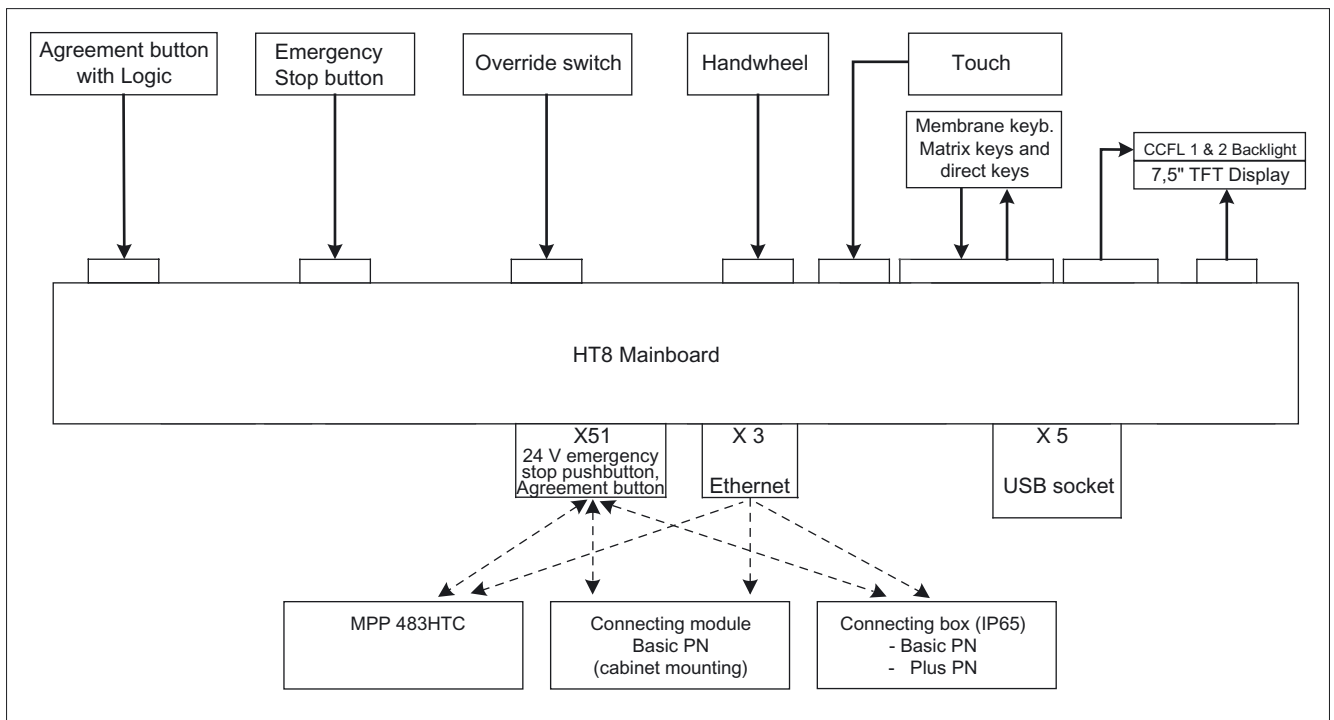 Agreement button
with Logic
Emergency
Stop button
Override switch
Handwheel
Touch
Membrane keyb.
Matrix keys and
direct keys
CCFL 1 & 2 Backlight
7,5" TFT Display
HT8 Mainboard
X51
24 V emergency
stop pushbutton,
Agreement button
X 3
Ethernet
X 5
USB socket
MPP 483HTC
Connecting module
Basic PN
(cabinet mounting)
Connecting box (IP65)
- Basic PN
- Plus PN